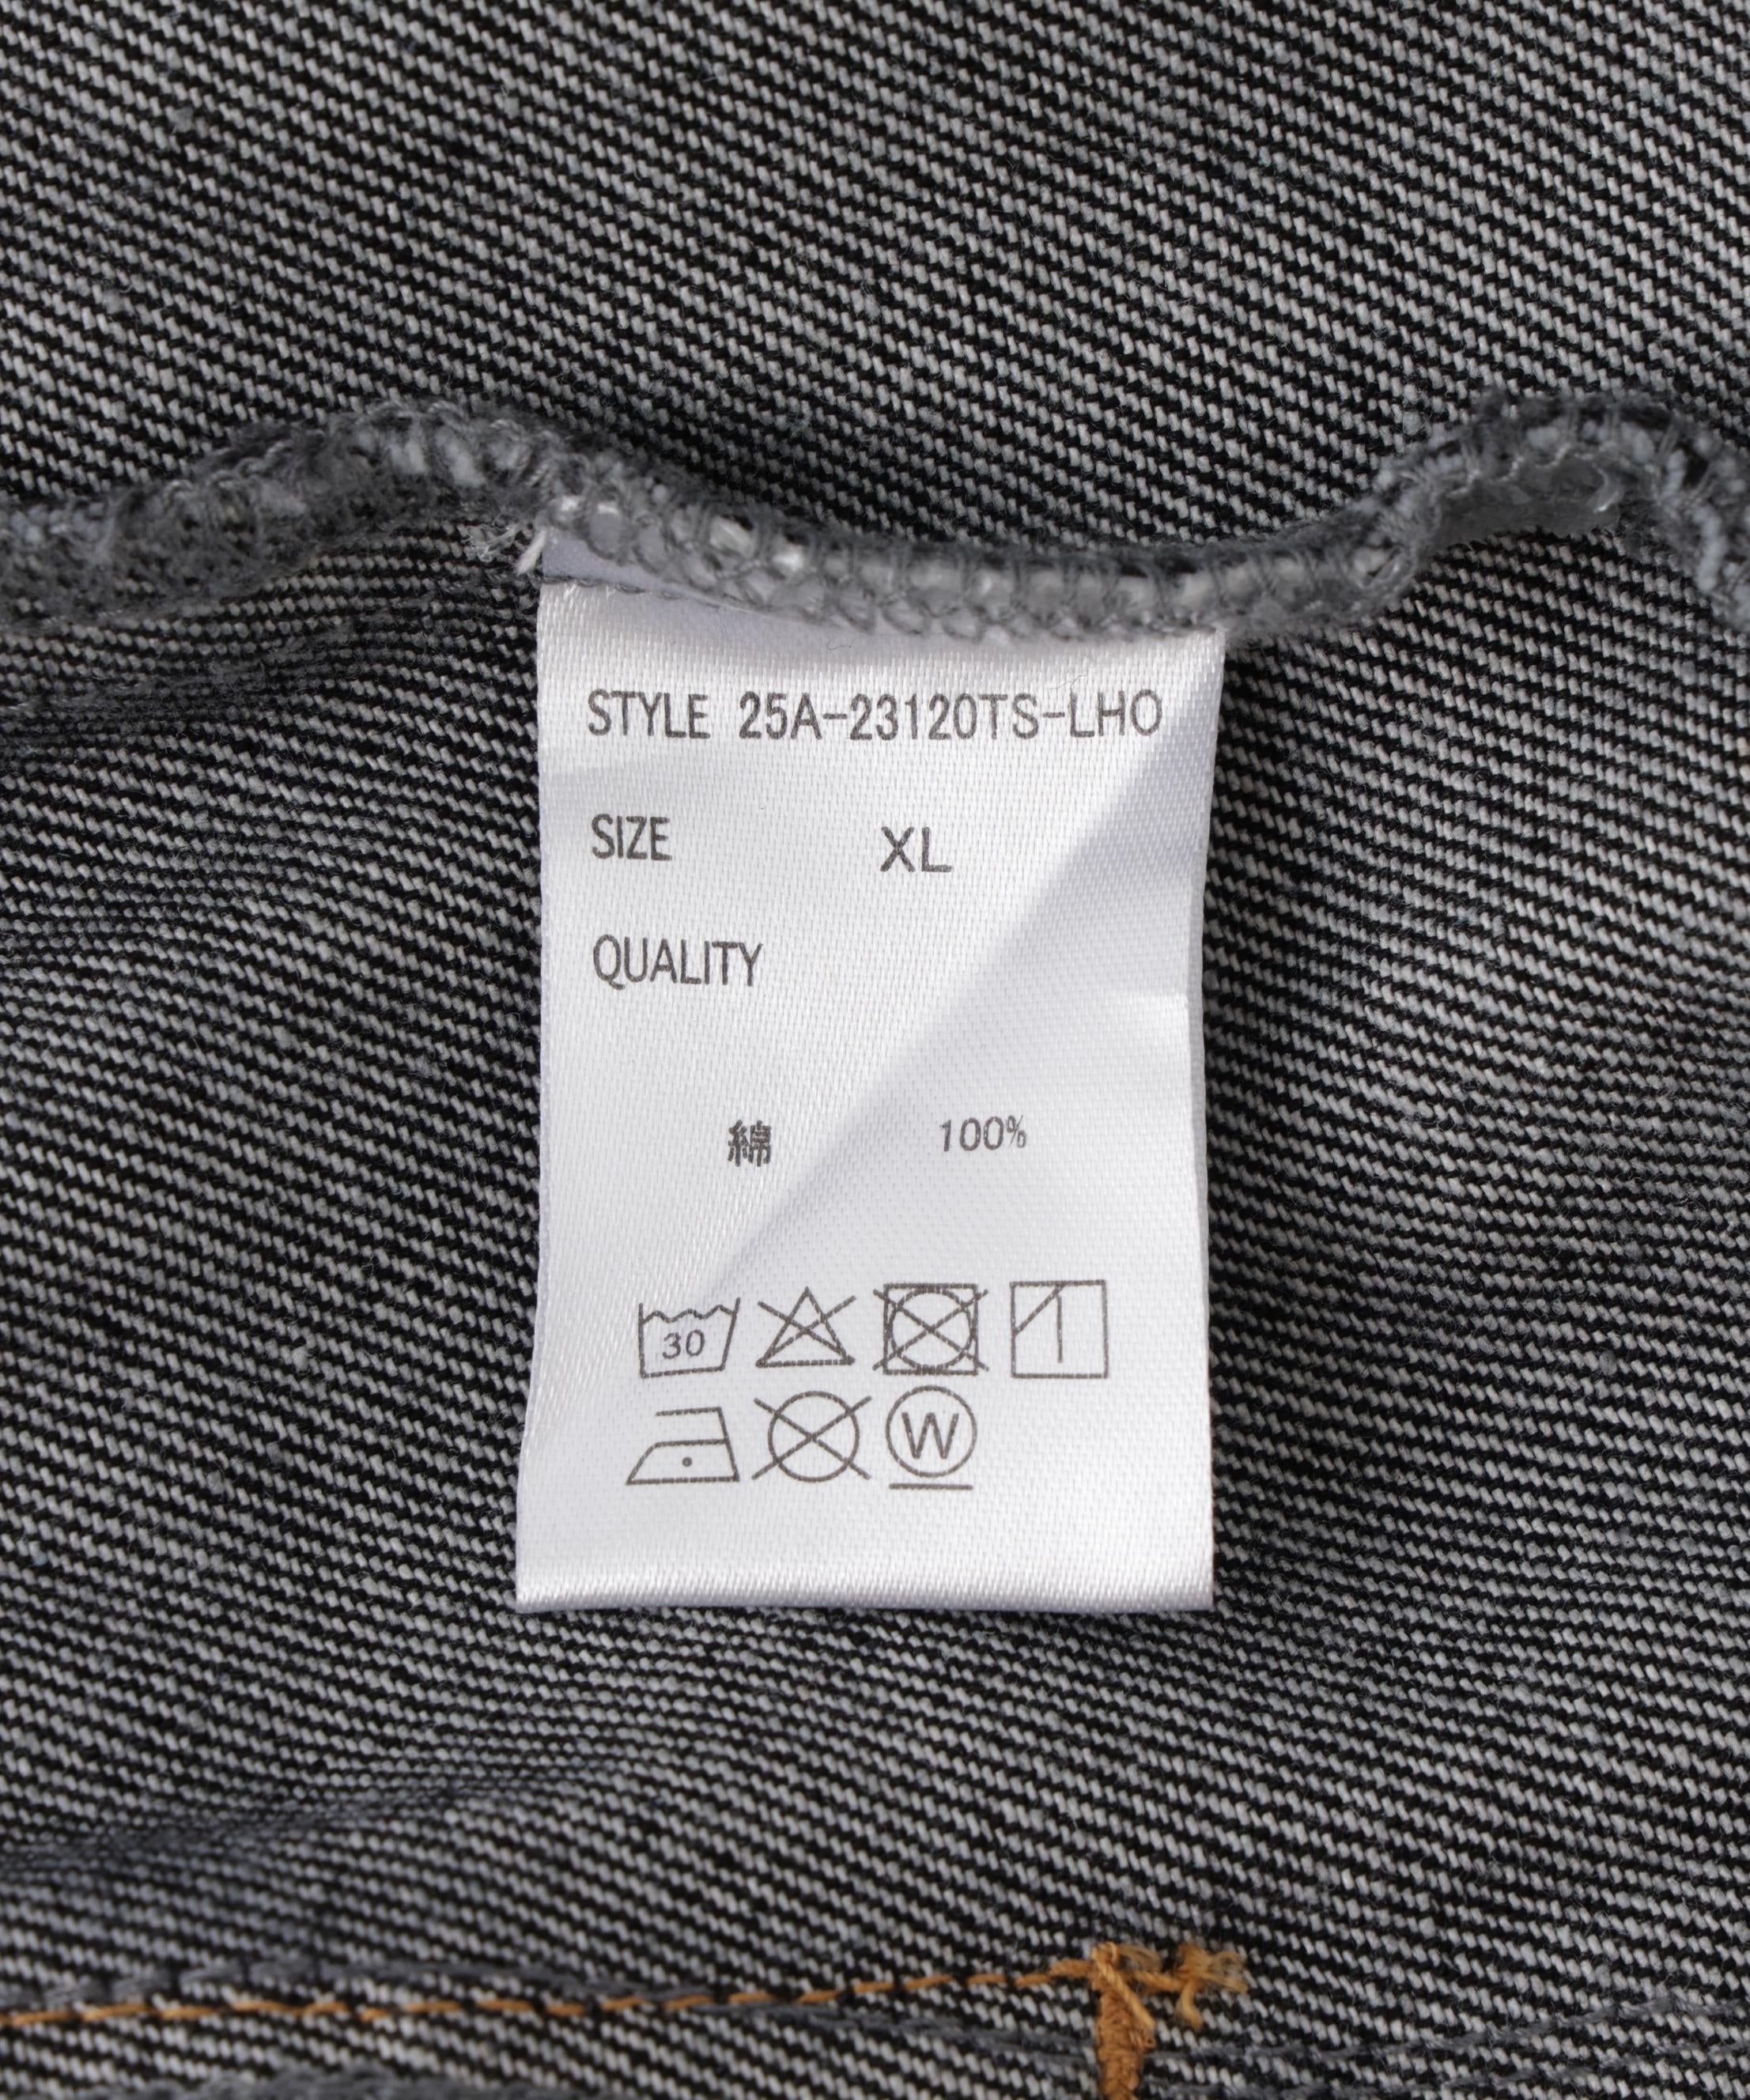 STYLE 25A-23120TS-LHO
SIZE XL
QUALITY
綿 100%
30
W